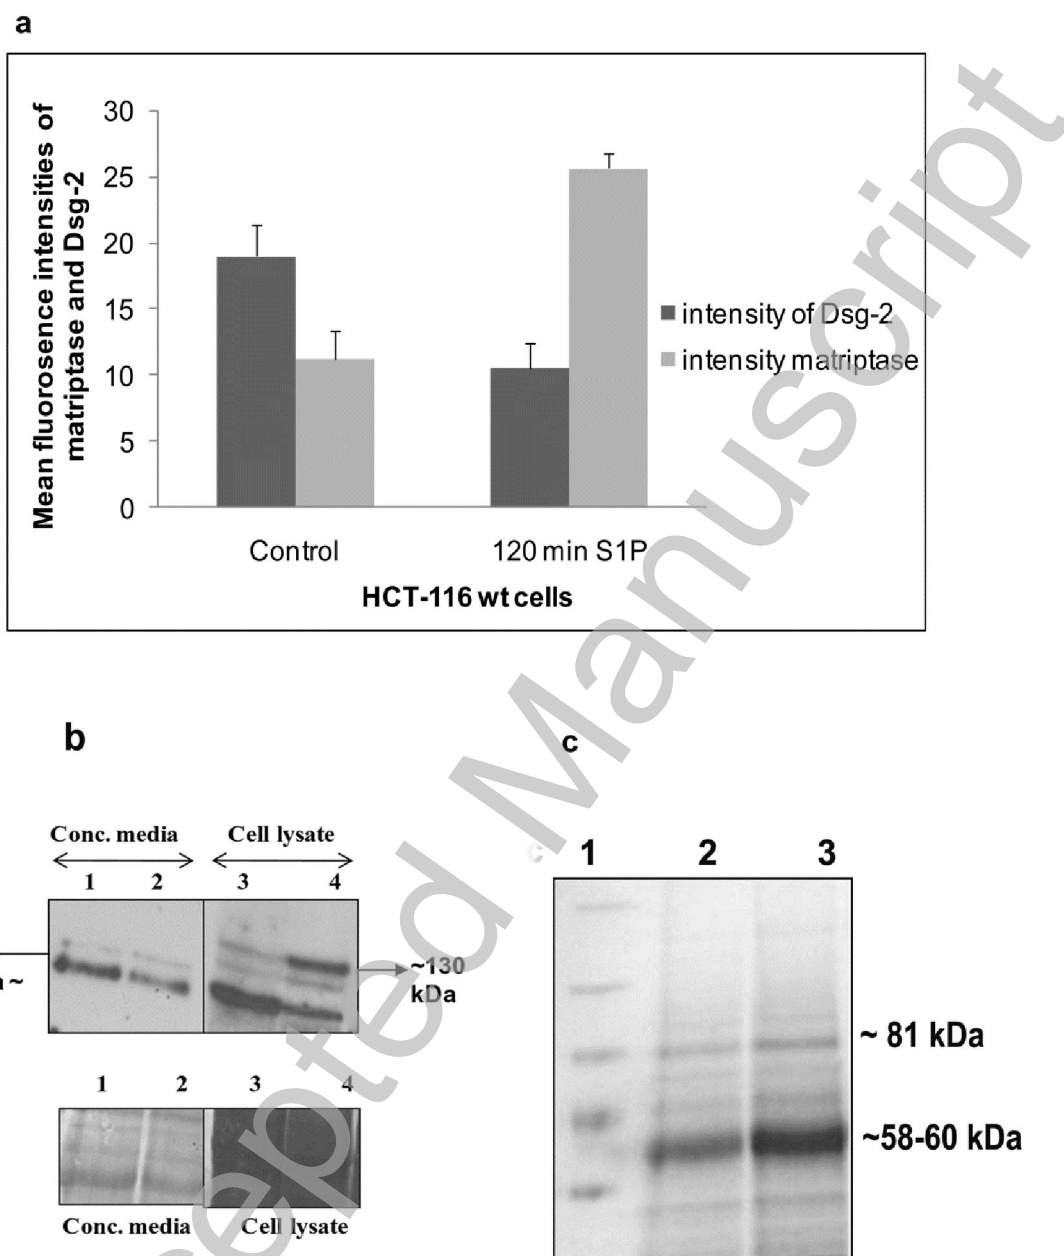 a
Mean fluorosence intensities of
matriptase and Dsg-2
30
25
20
15
10
5
0
intensity of Dsg-2
intensity matriptase
Control
120 min S1P
HCT-116 wt cells
b
Conc. media
Cell lysate
1 2 3 4
~130
kDa
a ~
1 2 3 4
Conc. media
Cell lysate
c
c
1 2 3
~ 81 kDa
~58-60 kDa
Accepted Manuscript